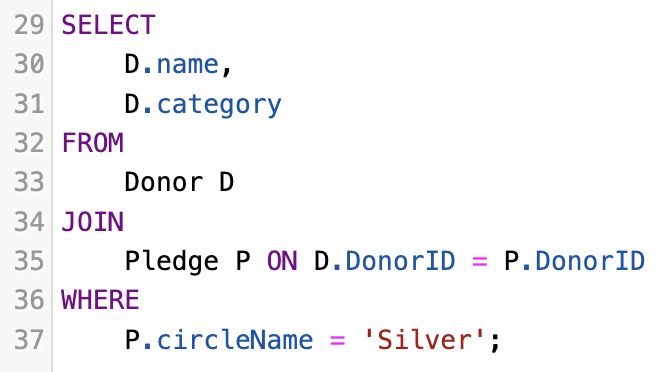 29 SELECT
30     D.name,
31     D.category
32 FROM
33     Donor D
34 JOIN
35     Pledge P ON D.DonorID = P.DonorID
36 WHERE
37     P.circleName = 'Silver';